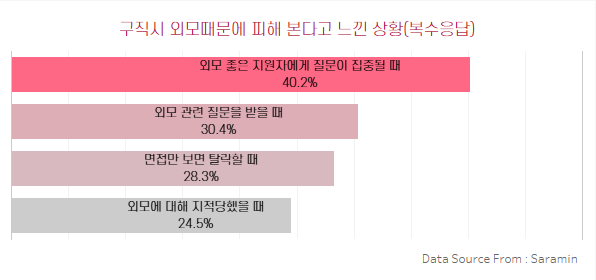 구직시 외모때문에 피해 본다고 느낀 상황(복수응답)
외모 좋은 지원자에게 질문이 집중될 때
40.2%
외모 관련 질문을 받을 때
30.4%
면접만 보면 탈락할 때
28.3%
외모에 대해 지적당했을 때
24.5%
Data Source From : Saramin